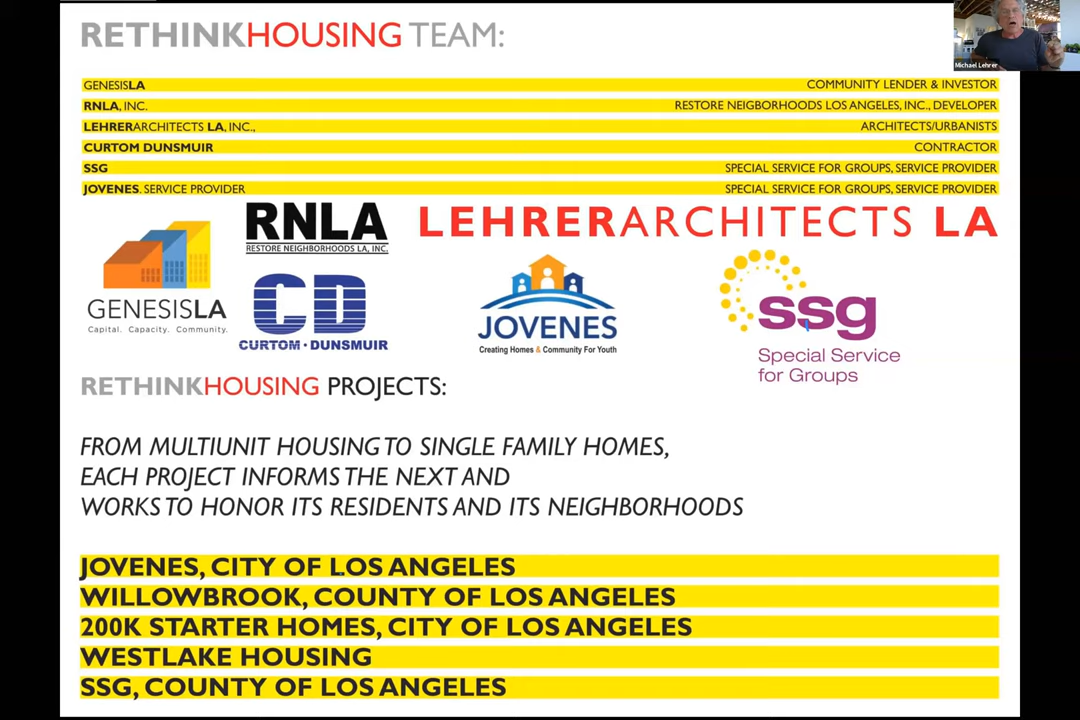 RETHINKHOUSING TEAM:
Michael Lehrer
GENESISLA COMMUNITY LENDER & INVESTOR
RNLA, INC. RESTORE NEIGBORHOODS LOS ANGELES, INC., DEVELOPER
LEHRERARCHITECTS LA, INC., ARCHITECTS/URBANISTS
CURTOM DUNSMUIR CONTRACTOR
SSG SPECIAL SERVICE FOR GROUPS, SERVICE PROVIDER
JOVENES. SERVICE PROVIDER SPECIAL SERVICE FOR GROUPS, SERVICE PROVIDER
RNLA
RESTORE NEIGHBORHOODS LA, INC.
LEHRERARCHITECTS LA
GENESISLA
Capital. Capacity. Community.
CD
CURTOM · DUNSMUIR
JOVENES
Creating Homes & Community For Youth
ssg
Special Service
for Groups
RETHINKHOUSING PROJECTS:
FROM MULTIUNIT HOUSING TO SINGLE FAMILY HOMES,
EACH PROJECT INFORMS THE NEXT AND
WORKS TO HONOR ITS RESIDENTS AND ITS NEIGHBORHOODS
JOVENES, CITY OF LOS ANGELES
WILLOWBROOK, COUNTY OF LOS ANGELES
200K STARTER HOMES, CITY OF LOS ANGELES
WESTLAKE HOUSING
SSG, COUNTY OF LOS ANGELES